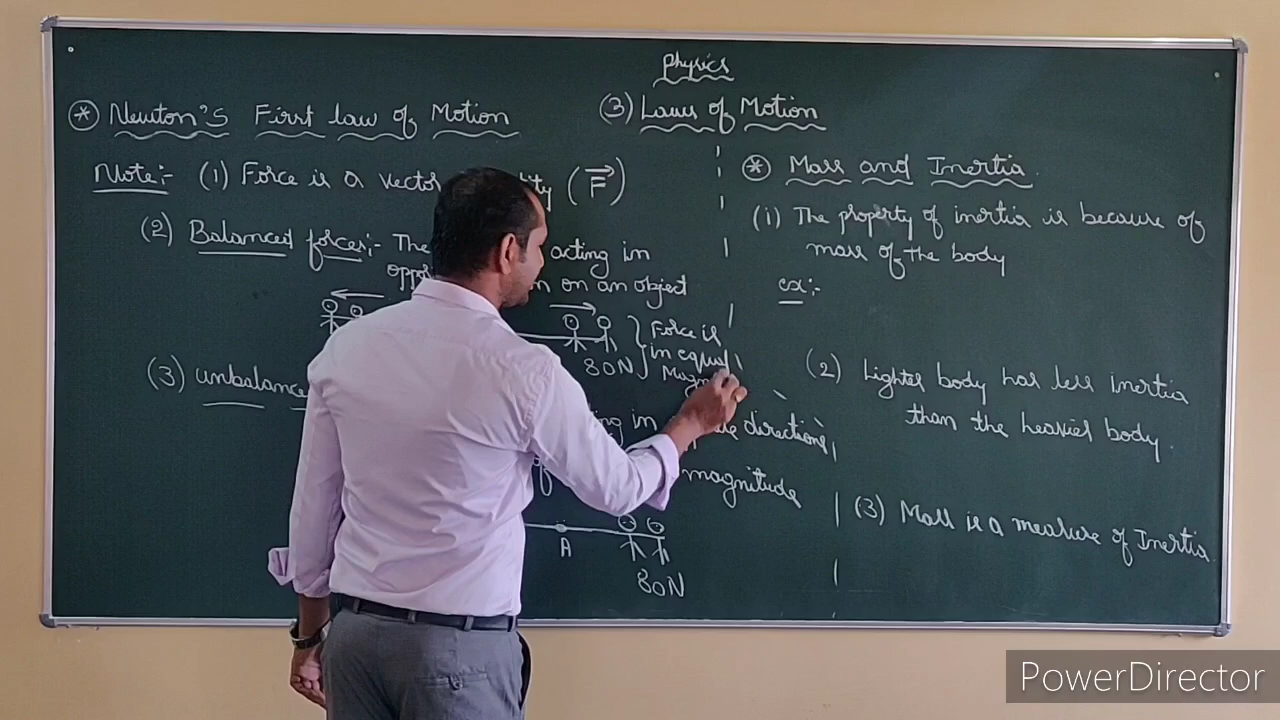 Physics
(3) Laws of Motion
* Newton's First law of Motion
Note:- (1) Force is a vector (F)
(2) Balanced forces:- The acting in
on an object
Force is
in equal
80N
(3) unbalance
in directions,
magnitude
A
80N
* Mass and Inertia.
(i) The property of inertia is because of
mass of the body
ex:-
(2) Lighter body has less inertia
than the heavier body.
(3) Mass is a measure of Inertia
PowerDirector